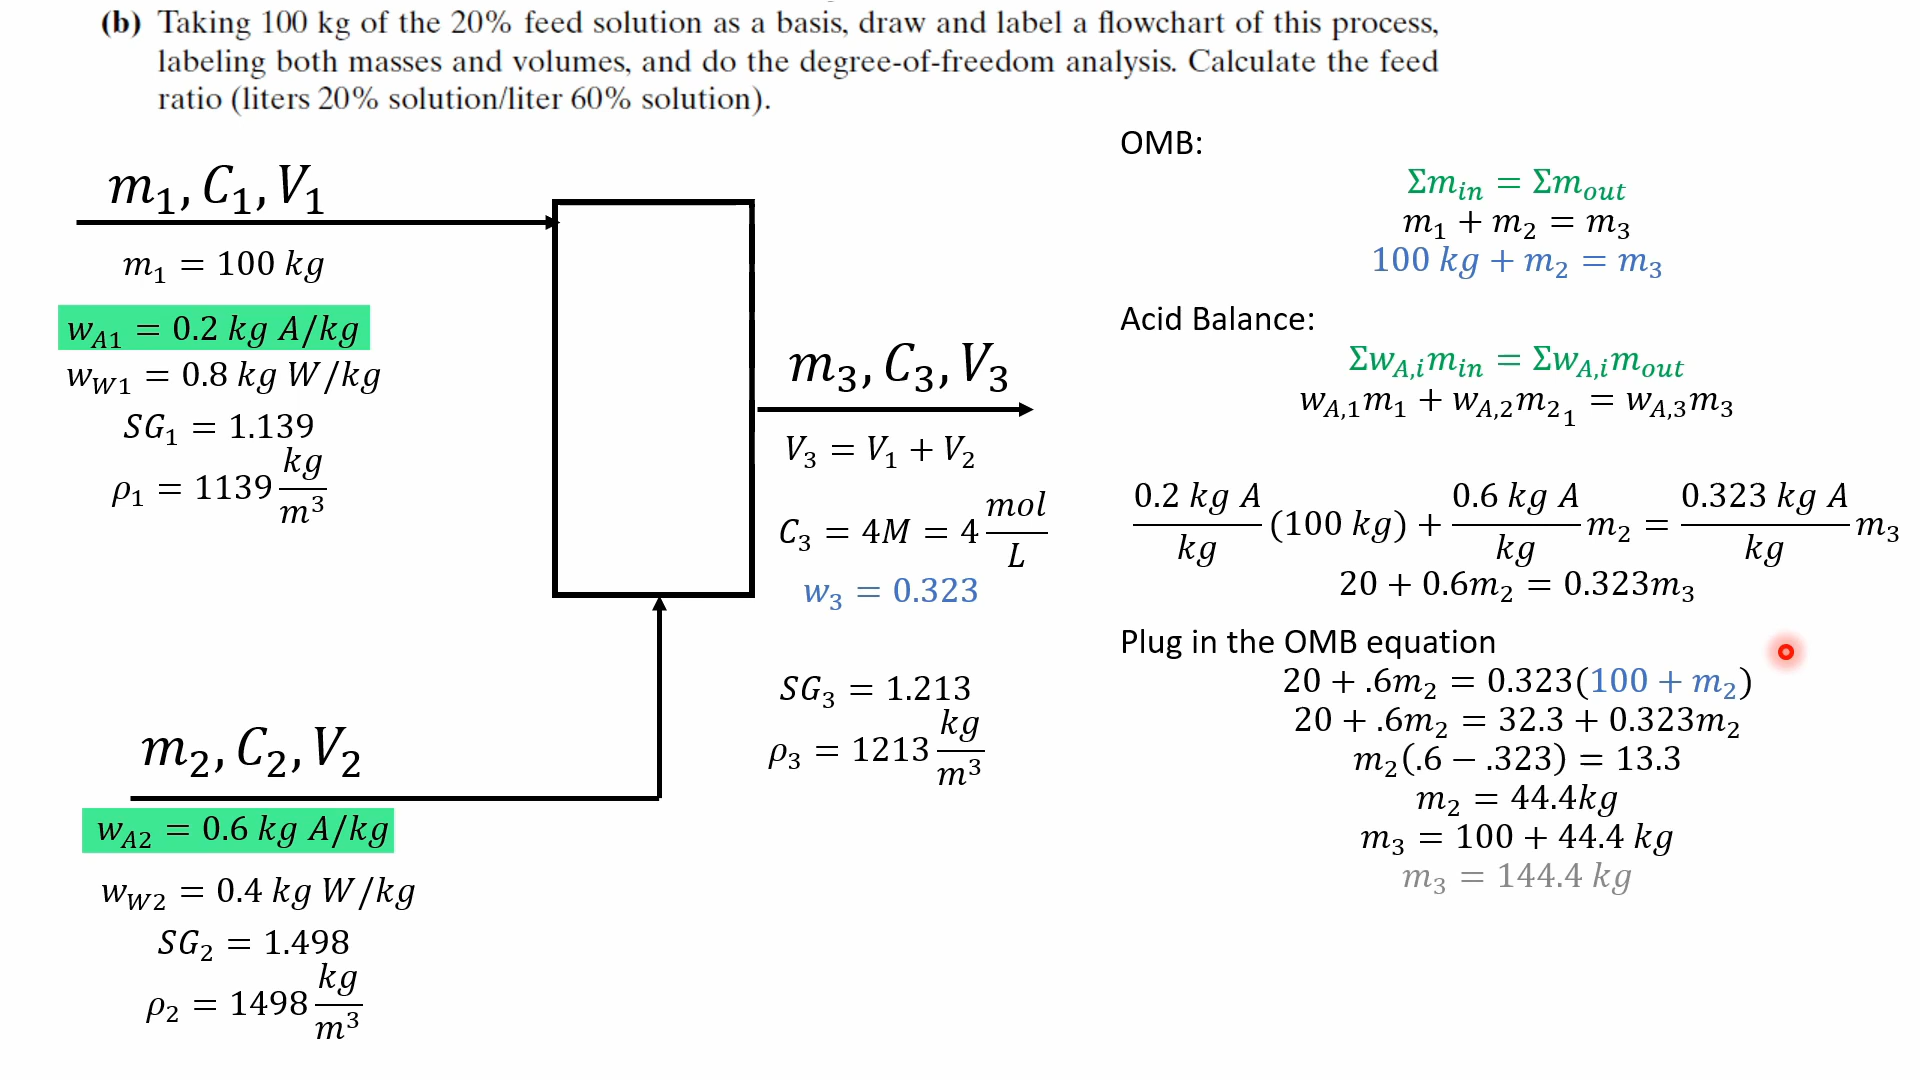 (b) Taking 100 kg of the 20% feed solution as a basis, draw and label a flowchart of this process,
labeling both masses and volumes, and do the degree-of-freedom analysis. Calculate the feed
ratio (liters 20% solution/liter 60% solution).
m₁, C₁, V₁
m₁ = 100 kg
w_A1 = 0.2 kg A/kg
w_W1 = 0.8 kg W/kg
SG₁ = 1.139
ρ₁ = 1139 kg/m³
m₂, C₂, V₂
w_A2 = 0.6 kg A/kg
w_W2 = 0.4 kg W/kg
SG₂ = 1.498
ρ₂ = 1498 kg/m³
m₃, C₃, V₃
V₃ = V₁ + V₂
C₃ = 4M = 4 mol/L
w₃ = 0.323
SG₃ = 1.213
ρ₃ = 1213 kg/m³
OMB:
Σm_in = Σm_out
m₁ + m₂ = m₃
100 kg + m₂ = m₃
Acid Balance:
Σw_A,i m_in = Σw_A,i m_out
w_A,1 m₁ + w_A,2 m₂₁ = w_A,3 m₃
0.2 kg A/kg (100 kg) + 0.6 kg A/kg m₂ = 0.323 kg A/kg m₃
20 + 0.6m₂ = 0.323m₃
Plug in the OMB equation
20 + .6m₂ = 0.323(100 + m₂)
20 + .6m₂ = 32.3 + 0.323m₂
m₂(.6 − .323) = 13.3
m₂ = 44.4kg
m₃ = 100 + 44.4 kg
m₃ = 144.4 kg